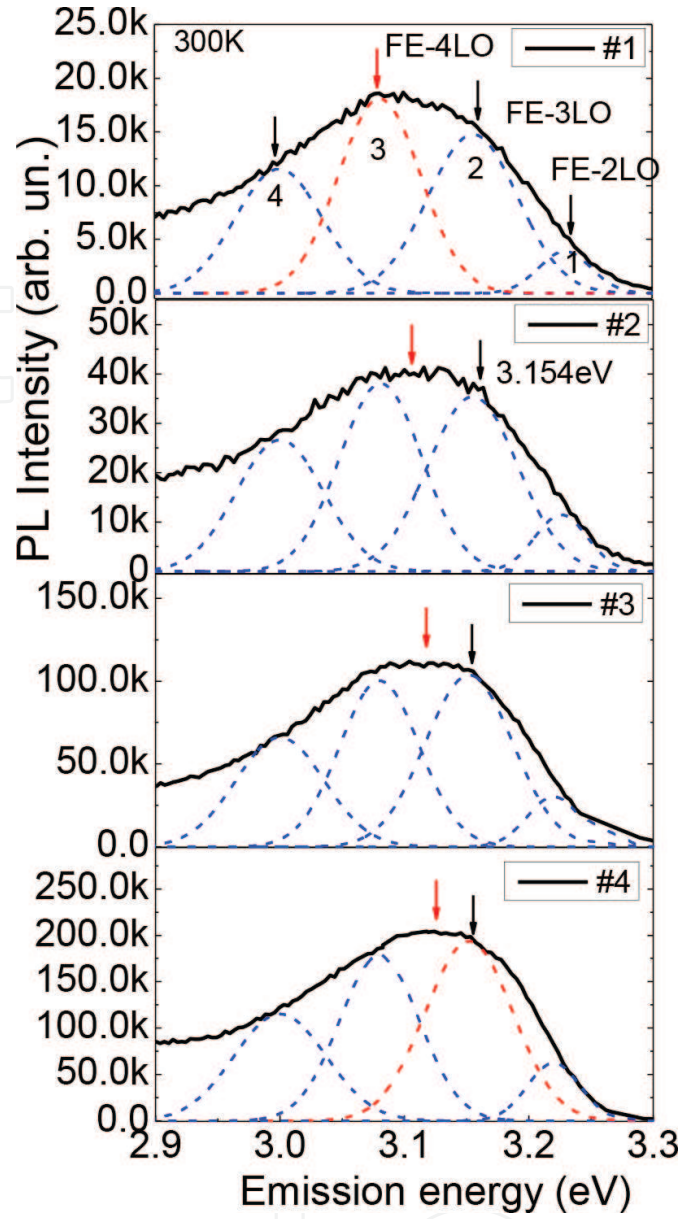 PL Intensity (arb. un.)
25.0k
20.0k
15.0k
10.0k
5.0k
0.0
300K
FE-4LO
#1
FE-3LO
FE-2LO
4
3
2
1
50k
40k
30k
20k
10k
0
#2
3.154eV
150.0k
100.0k
50.0k
0.0
#3
250.0k
200.0k
150.0k
100.0k
50.0k
0.0
#4
2.9 3.0 3.1 3.2 3.3
Emission energy (eV)